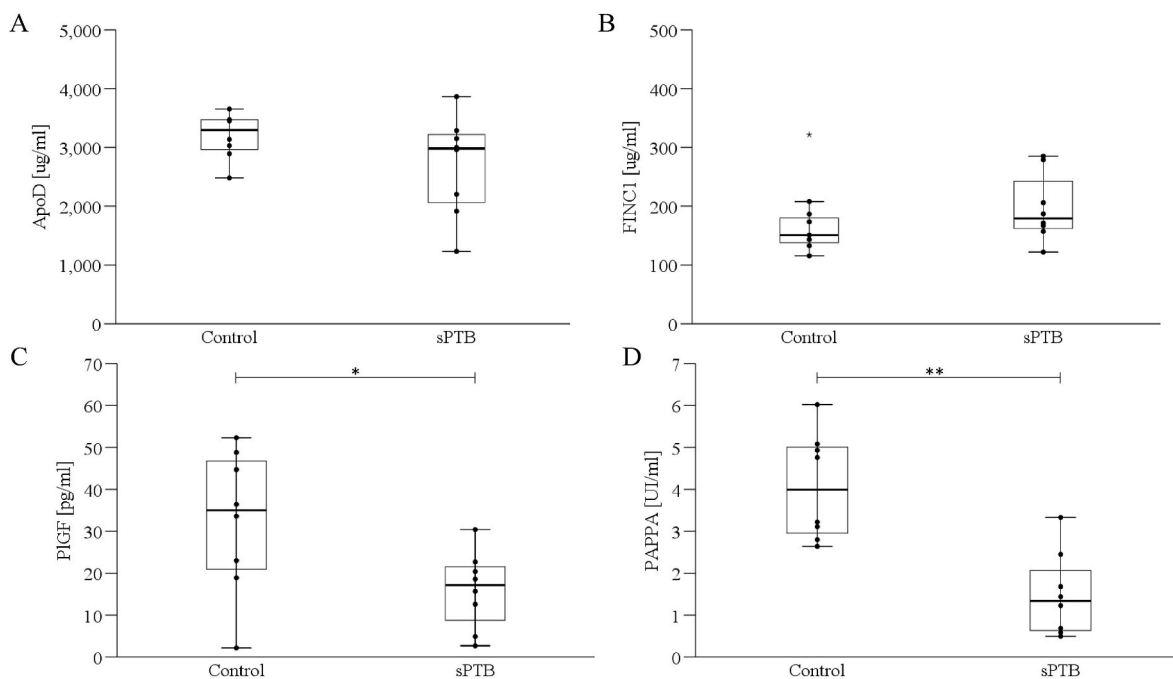 A
5,000
4,000
3,000
2,000
1,000
0
ApoD [ug/ml]
Control
sPTB
B
500
400
300
200
100
0
FINC1 [ug/ml]
*
Control
sPTB
C
70
60
50
40
30
20
10
0
PlGF [pg/ml]
*
Control
sPTB
D
7
6
5
4
3
2
1
0
PAPPA [UI/ml]
**
Control
sPTB